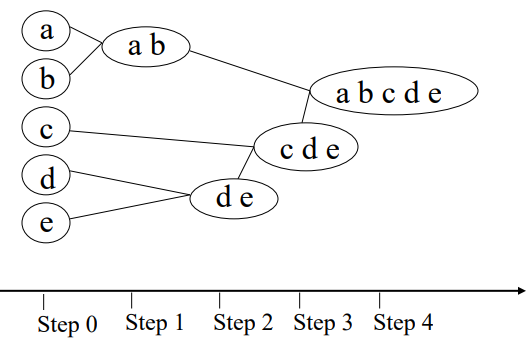 a
a b
b
a b c d e
c
c d e
d
d e
e
Step 0 Step 1 Step 2 Step 3 Step 4